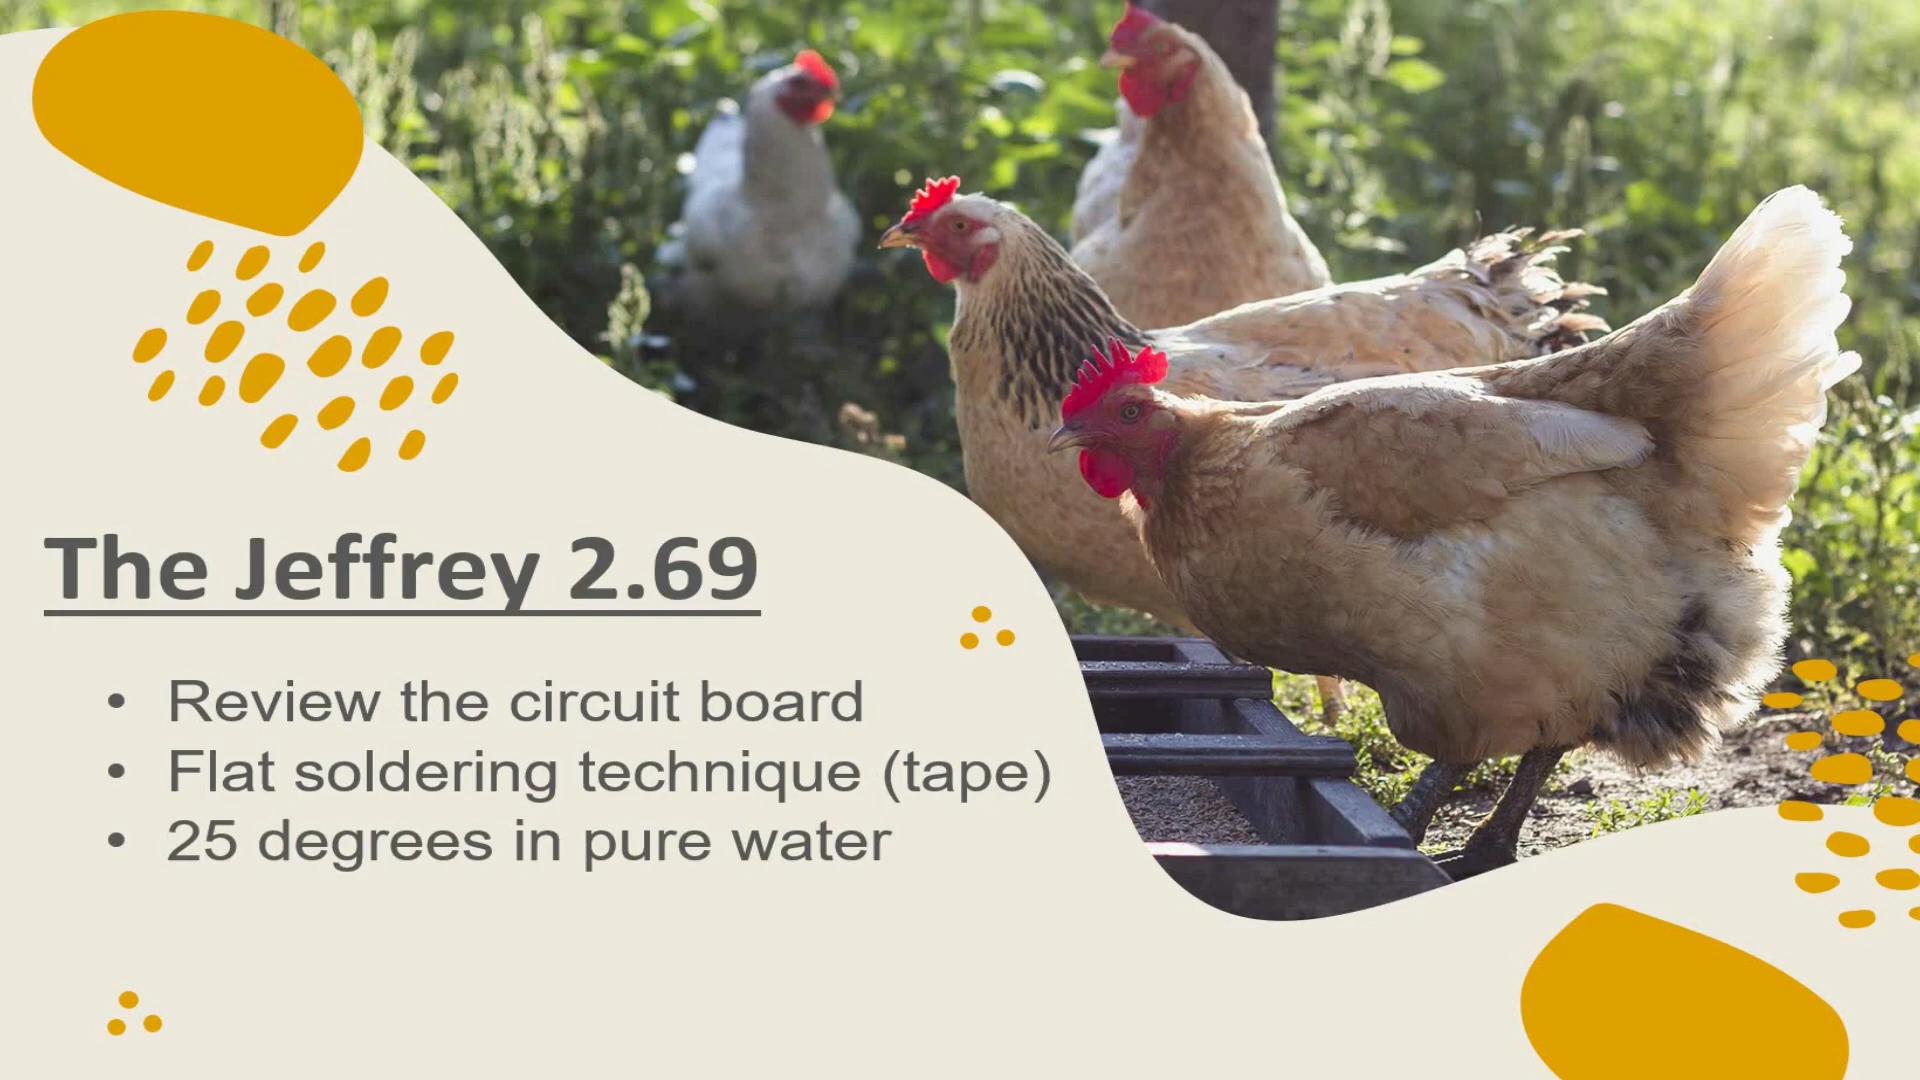 The Jeffrey 2.69
• Review the circuit board
• Flat soldering technique (tape)
• 25 degrees in pure water